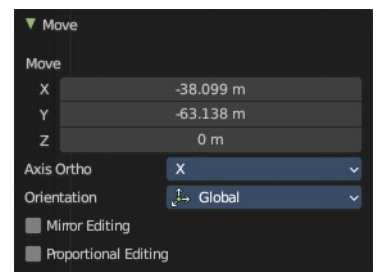 Move
Move
X -38.099 m
Y -63.138 m
Z 0 m
Axis Ortho X
Orientation Global
Mirror Editing
Proportional Editing